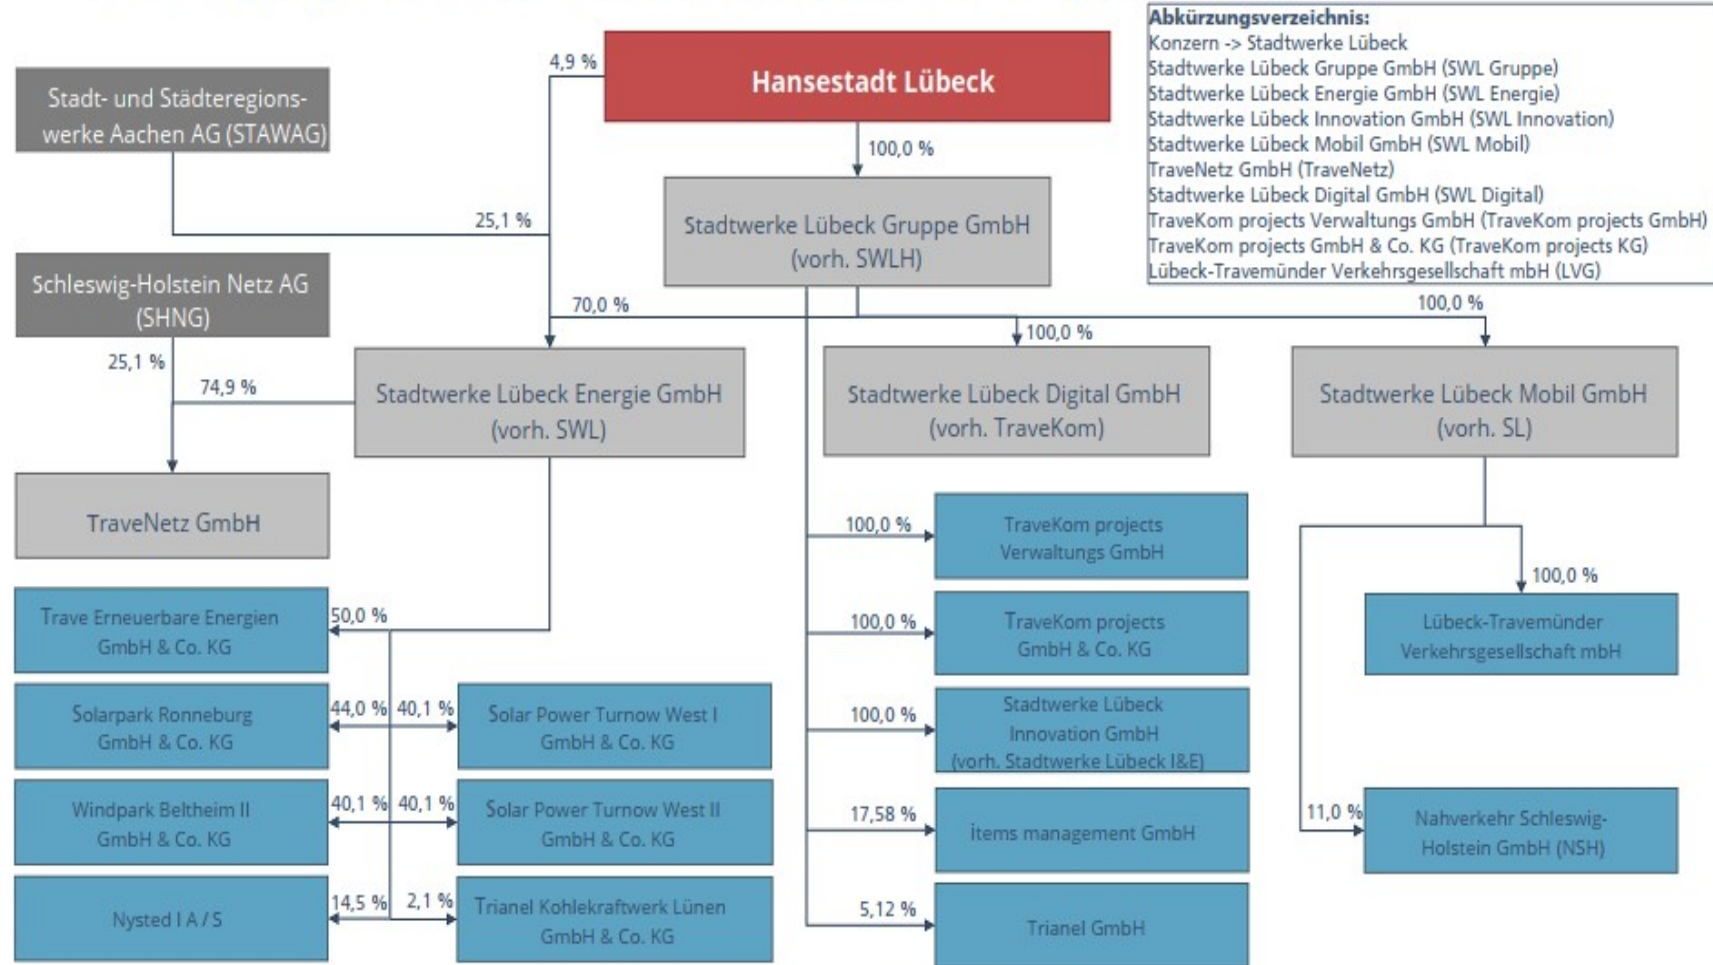 Abkürzungsverzeichnis:
Konzern -> Stadtwerke Lübeck
Stadtwerke Lübeck Gruppe GmbH (SWL Gruppe)
Stadtwerke Lübeck Energie GmbH (SWL Energie)
Stadtwerke Lübeck Innovation GmbH (SWL Innovation)
Stadtwerke Lübeck Mobil GmbH (SWL Mobil)
TraveNetz GmbH (TraveNetz)
Stadtwerke Lübeck Digital GmbH (SWL Digital)
TraveKom projects Verwaltungs GmbH (TraveKom projects GmbH)
TraveKom projects GmbH & Co. KG (TraveKom projects KG)
Lübeck-Travemünder Verkehrsgesellschaft mbH (LVG)
4,9 %
Hansestadt Lübeck
Stadt- und Städteregions-
werke Aachen AG (STAWAG)
100,0 %
25,1 %
Stadtwerke Lübeck Gruppe GmbH
(vorh. SWLH)
Schleswig-Holstein Netz AG
(SHNG)
70,0 %
100,0 %
100,0 %
25,1 %
74,9 %
Stadtwerke Lübeck Energie GmbH
(vorh. SWL)
Stadtwerke Lübeck Digital GmbH
(vorh. TraveKom)
Stadtwerke Lübeck Mobil GmbH
(vorh. SL)
TraveNetz GmbH
100,0 %
TraveKom projects
Verwaltungs GmbH
100,0 %
Lübeck-Travemünder
Verkehrsgesellschaft mbH
Trave Erneuerbare Energien
GmbH & Co. KG
50,0 %
100,0 %
TraveKom projects
GmbH & Co. KG
Solarpark Ronneburg
GmbH & Co. KG
44,0 %
40,1 %
Solar Power Turnow West I
GmbH & Co. KG
100,0 %
Stadtwerke Lübeck
Innovation GmbH
(vorh. Stadtwerke Lübeck I&E)
Windpark Beltheim II
GmbH & Co. KG
40,1 %
40,1 %
Solar Power Turnow West II
GmbH & Co. KG
17,58 %
items management GmbH
11,0 %
Nahverkehr Schleswig-
Holstein GmbH (NSH)
Nysted I A / S
14,5 %
2,1 %
Trianel Kohlekraftwerk Lünen
GmbH & Co. KG
5,12 %
Trianel GmbH